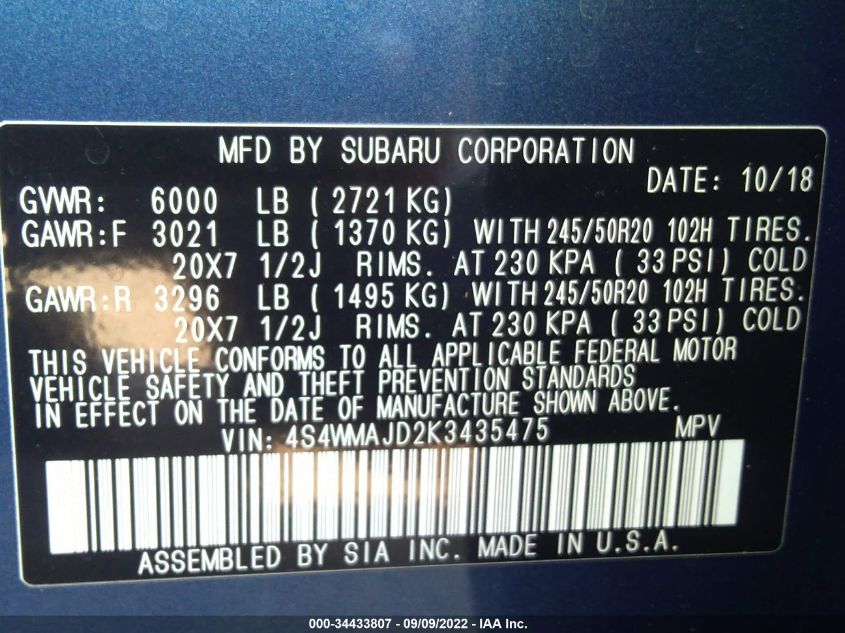 MFD BY SUBARU CORPORATION
DATE: 10/18
GVWR: 6000 LB ( 2721 KG)
GAWR:F 3021 LB ( 1370 KG) WITH 245/50R20 102H TIRES.
20X7 1/2J RIMS. AT 230 KPA ( 33 PSI) COLD
GAWR:R 3296 LB ( 1495 KG) WITH 245/50R20 102H TIRES.
20X7 1/2J RIMS. AT 230 KPA ( 33 PSI) COLD
THIS VEHICLE CONFORMS TO ALL APPLICABLE FEDERAL MOTOR
VEHICLE SAFETY AND THEFT PREVENTION STANDARDS
IN EFFECT ON THE DATE OF MANUFACTURE SHOWN ABOVE.
VIN: 4S4WMAJD2K3435475 MPV
ASSEMBLED BY SIA INC. MADE IN U.S.A.
000-34433807 - 09/09/2022 - IAA Inc.